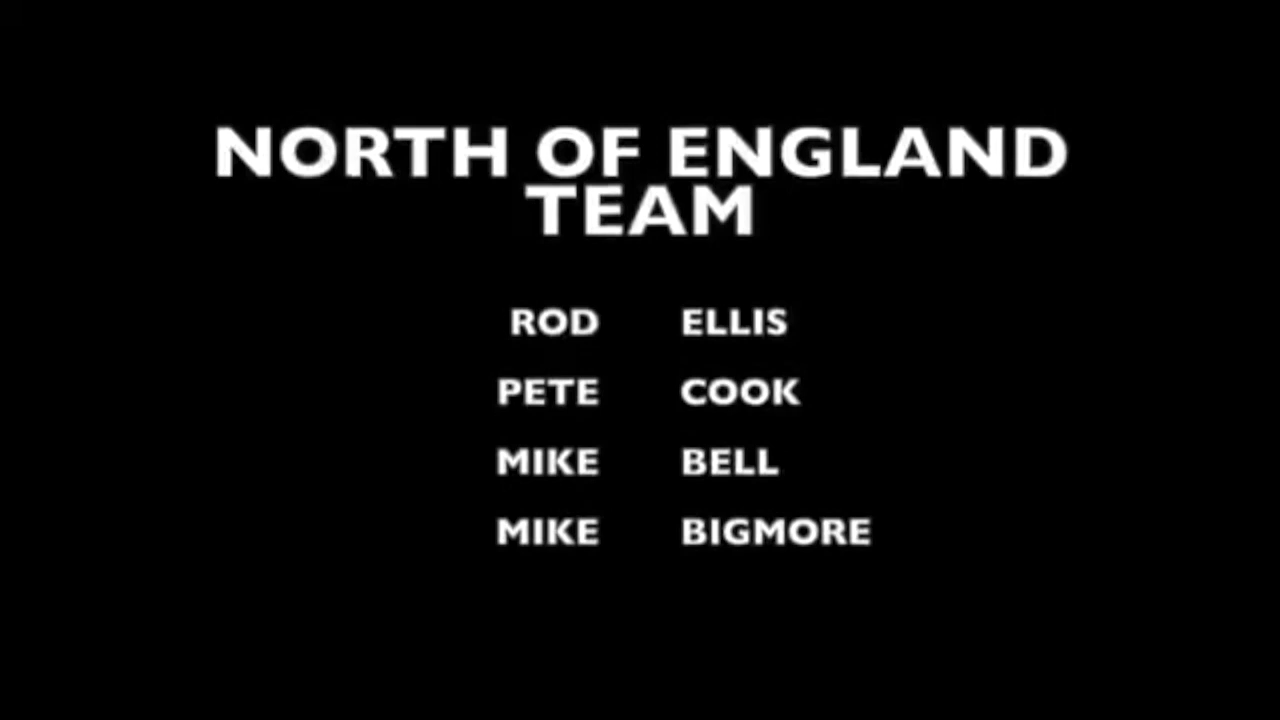 NORTH OF ENGLAND
TEAM
ROD ELLIS
PETE COOK
MIKE BELL
MIKE BIGMORE